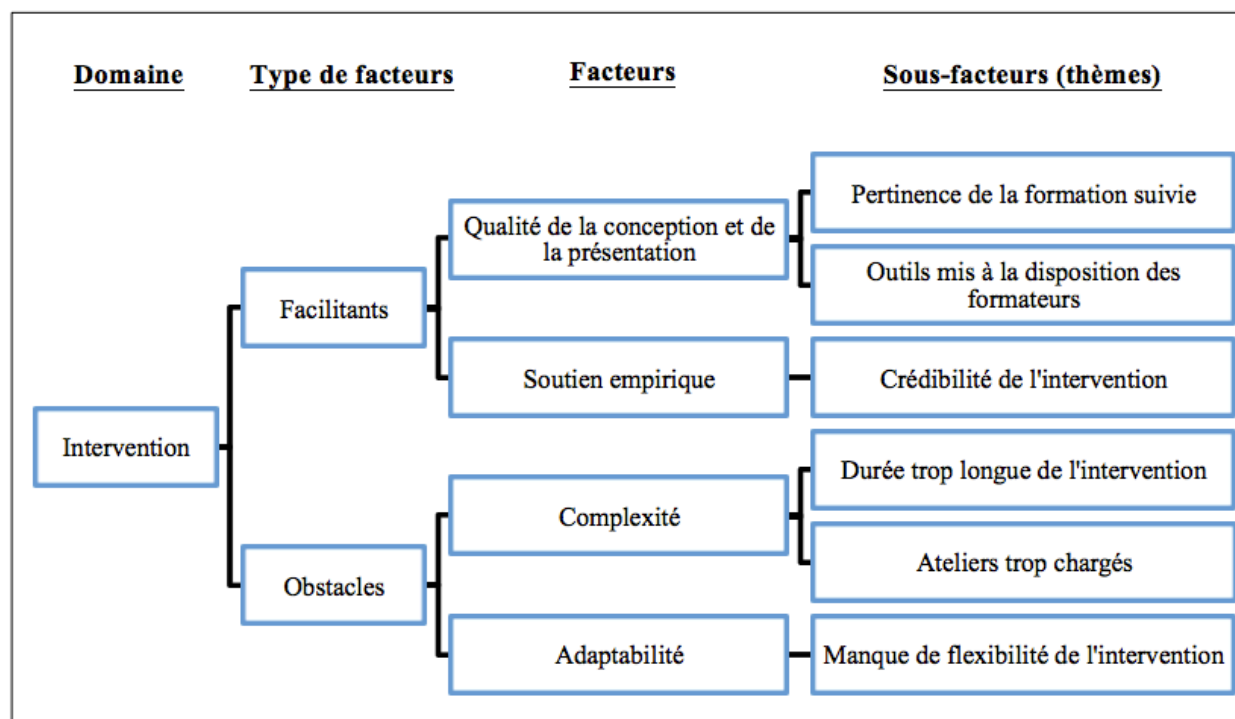 Domaine
Type de facteurs
Facteurs
Sous-facteurs (thèmes)
Intervention
Facilitants
Qualité de la conception et de
la présentation
Pertinence de la formation suivie
Outils mis à la disposition des
formateurs
Soutien empirique
Crédibilité de l'intervention
Obstacles
Complexité
Durée trop longue de l'intervention
Ateliers trop chargés
Adaptabilité
Manque de flexibilité de l'intervention